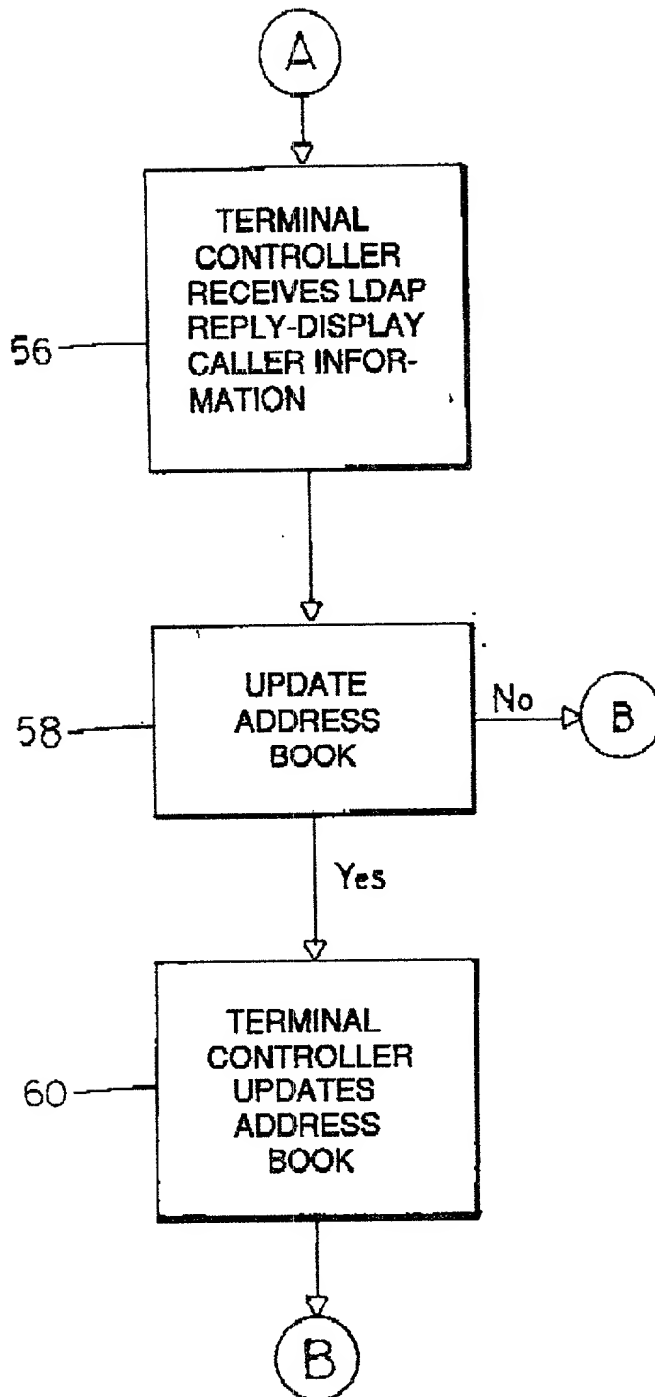 A
TERMINAL
CONTROLLER
RECEIVES LDAP
REPLY-DISPLAY
CALLER INFOR-
MATION
56
UPDATE
ADDRESS
BOOK
58
No
B
Yes
TERMINAL
CONTROLLER
UPDATES
ADDRESS
BOOK
60
B